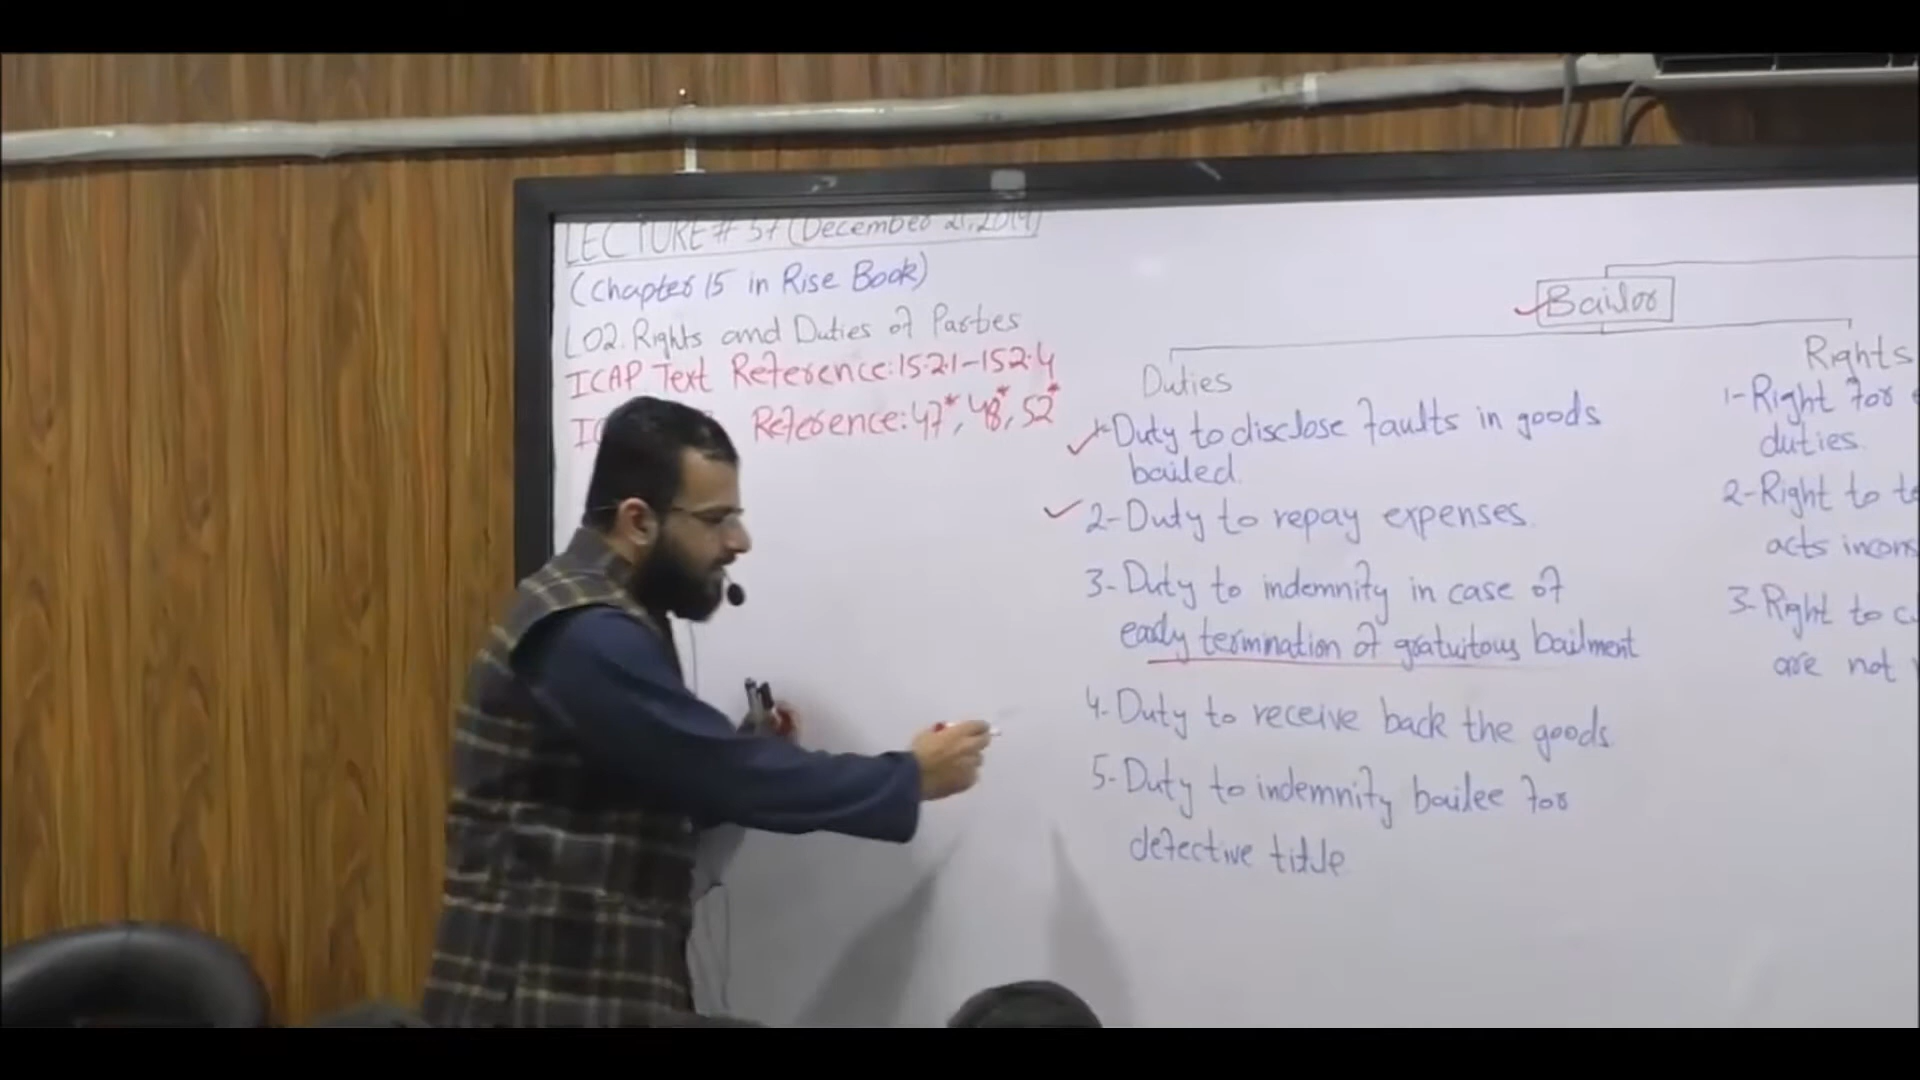 LECTURE # 57 (December 21, 2019)
(Chapter 15 in Rise Book)
LO2. Rights and Duties of Parties
ICAP Text Reference: 15.2.1-15.2.4
Reference: 47*, 48*, 52*
Bailor
Duties
1-Duty to disclose faults in goods
bailed.
2-Duty to repay expenses.
3-Duty to indemnify in case of
early termination of gratuitous bailment
4-Duty to receive back the goods
5-Duty to indemnify bailee for
defective title
Rights
1-Right for
duties.
2-Right to
acts
3-Right to
are not